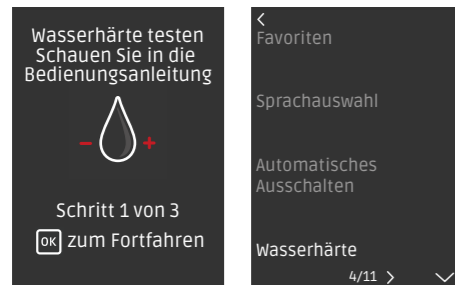 Wasserhärte testen
Schauen Sie in die
Bedienungsanleitung
- +
Schritt 1 von 3
OK zum Fortfahren
<
Favoriten
Sprachauswahl
Automatisches
Ausschalten
Wasserhärte
4/11 >